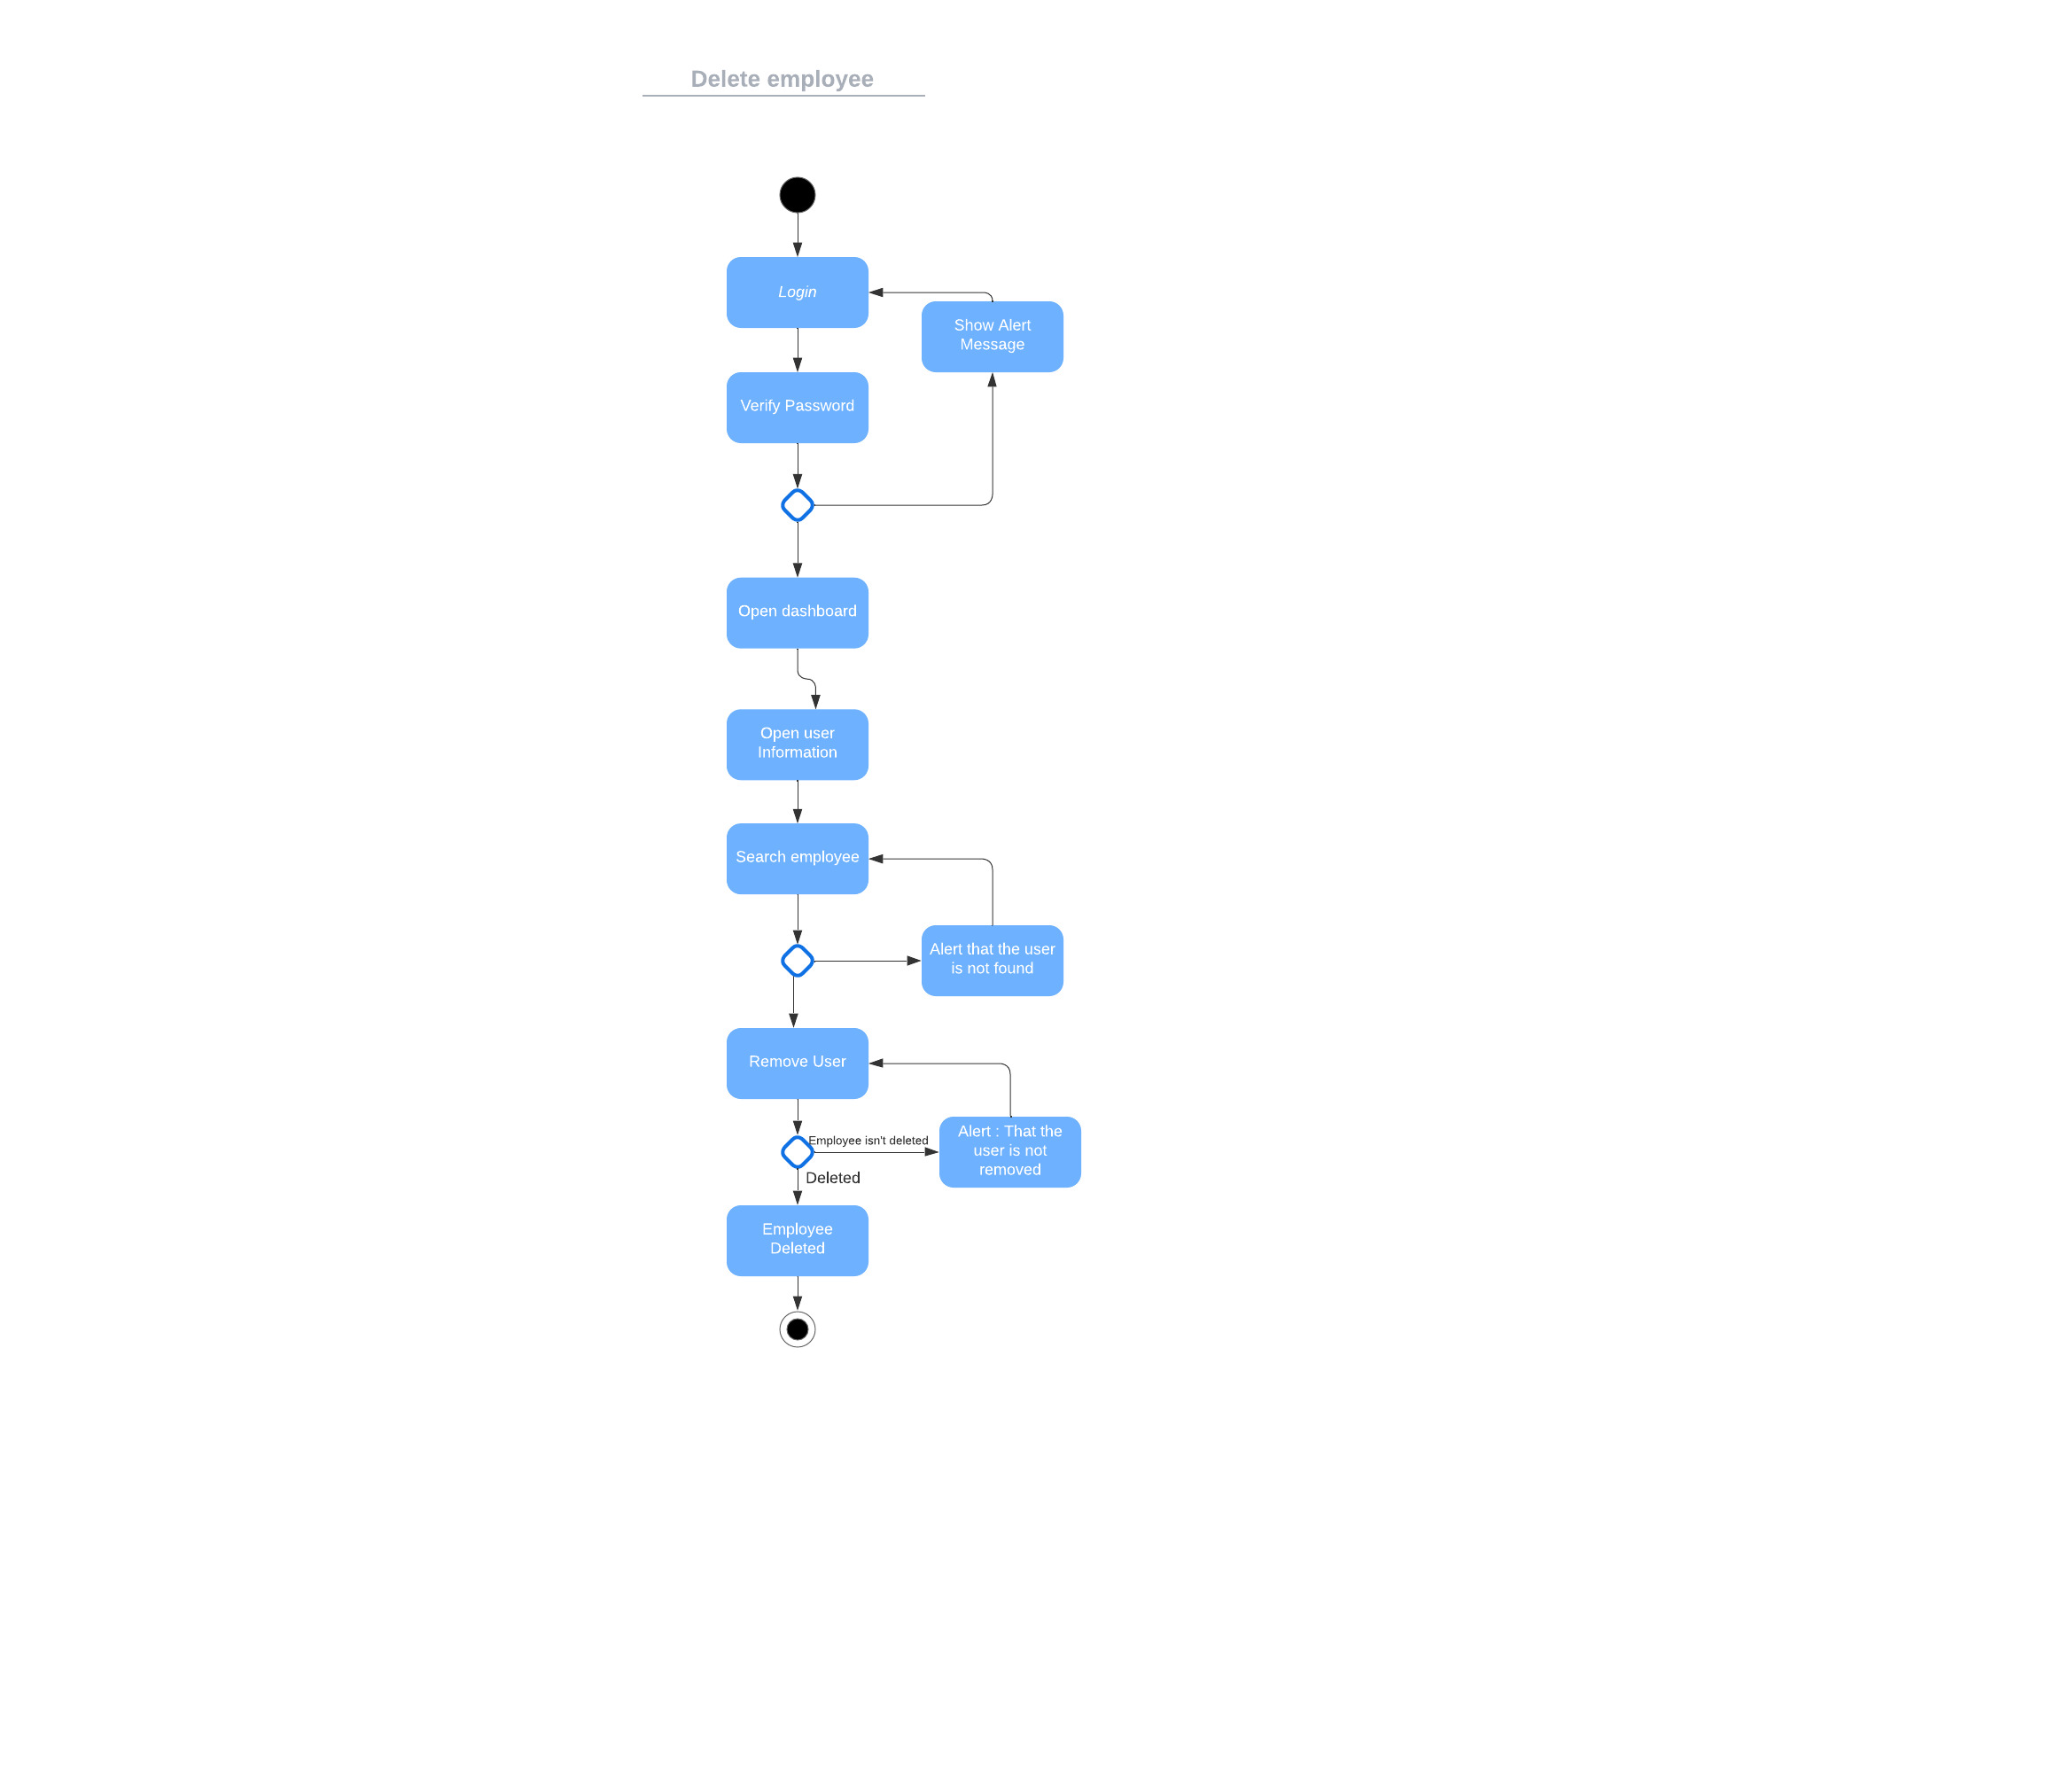 Delete employee
Login
Show Alert
Message
Verify Password
Open dashboard
Open user
Information
Search employee
Alert that the user
is not found
Remove User
Employee isn't deleted
Alert : That the
user is not
removed
Deleted
Employee
Deleted